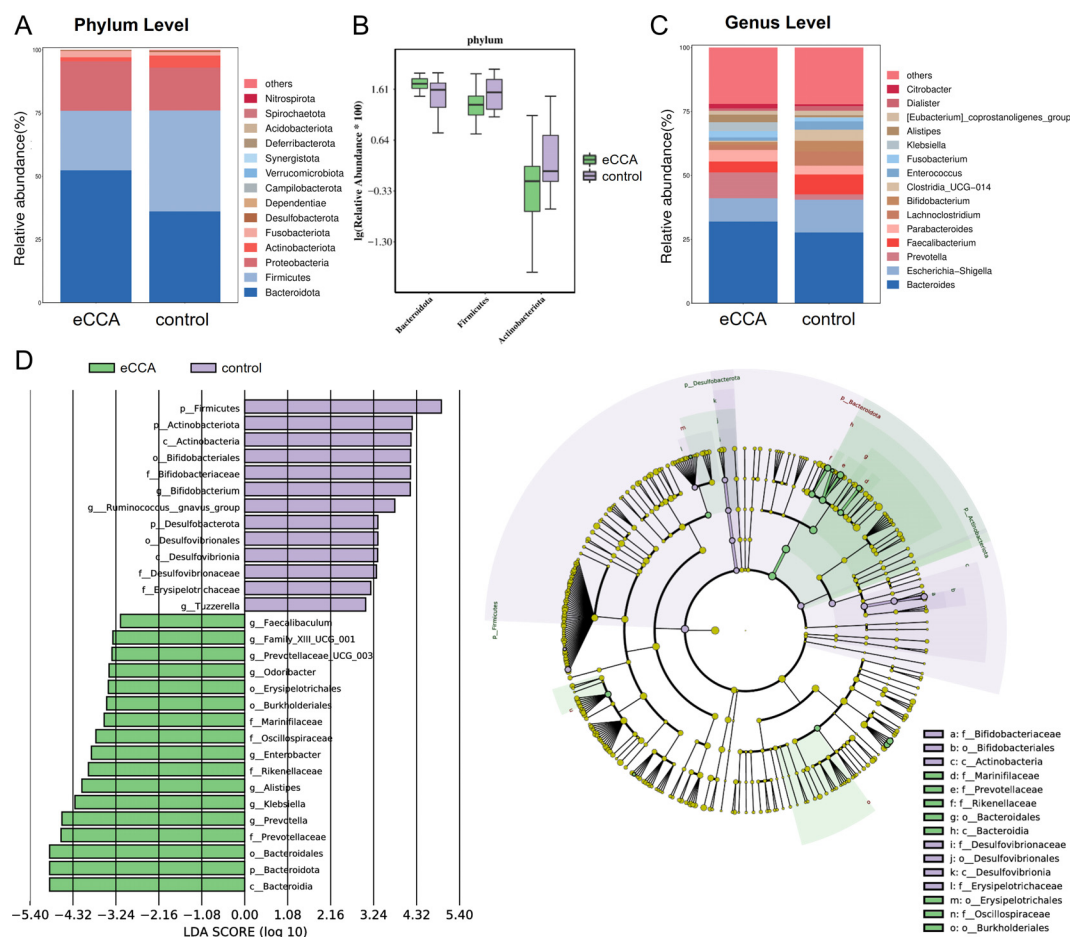 A
Phylum Level
Relative abundance(%)
100
75
50
25
0
eCCA
control
others
Nitrospirota
Spirochaetota
Acidobacteriota
Deferribacterota
Synergistota
Verrucomicrobiota
Campilobacterota
Dependentiae
Desulfobacterota
Fusobacteriota
Actinobacteriota
Proteobacteria
Firmicutes
Bacteroidota
B
phylum
lg(Relative Abundance * 100)
1.61
0.64
−0.33
−1.30
Bacteroidota
Firmicutes
Actinobacteriota
eCCA
control
C
Genus Level
Relative abundance(%)
100
75
50
25
0
eCCA
control
others
Citrobacter
Dialister
[Eubacterium]_coprostanoligenes_group
Alistipes
Klebsiella
Fusobacterium
Enterococcus
Clostridia_UCG−014
Bifidobacterium
Lachnoclostridium
Parabacteroides
Faecalibacterium
Prevotella
Escherichia−Shigella
Bacteroides
D
eCCA
control
p__Firmicutes
p__Actinobacteriota
c__Actinobacteria
o__Bifidobacteriales
f__Bifidobacteriaceae
g__Bifidobacterium
g___Ruminococcus__gnavus_group
p__Desulfobacterota
o__Desulfovibrionales
c__Desulfovibrionia
f__Desulfovibrionaceae
f__Erysipelotrichaceae
g__Tuzzerella
g__Faecalibaculum
g__Family_XIII_UCG_001
g__Prevotellaceae_UCG_003
g__Odoribacter
o__Erysipelotrichales
o__Burkholderiales
f__Marinifilaceae
f__Oscillospiraceae
g__Enterobacter
f__Rikenellaceae
g__Alistipes
g__Klebsiella
g__Prevotella
f__Prevotellaceae
o__Bacteroidales
p__Bacteroidota
c__Bacteroidia
−5.40 −4.32 −3.24 −2.16 −1.08 0.00 1.08 2.16 3.24 4.32 5.40
LDA SCORE (log 10)
p__Desulfobacterota
p__Bacteroidota
p__Actinobacteriota
p__Firmicutes
k
m
h
g
c
b
a
a: f__Bifidobacteriaceae
b: o__Bifidobacteriales
c: c__Actinobacteria
d: f__Marinifilaceae
e: f__Prevotellaceae
f: f__Rikenellaceae
g: o__Bacteroidales
h: c__Bacteroidia
i: f__Desulfovibrionaceae
j: o__Desulfovibrionales
k: c__Desulfovibrionia
l: f__Erysipelotrichaceae
m: o__Erysipelotrichales
n: f__Oscillospiraceae
o: o__Burkholderiales